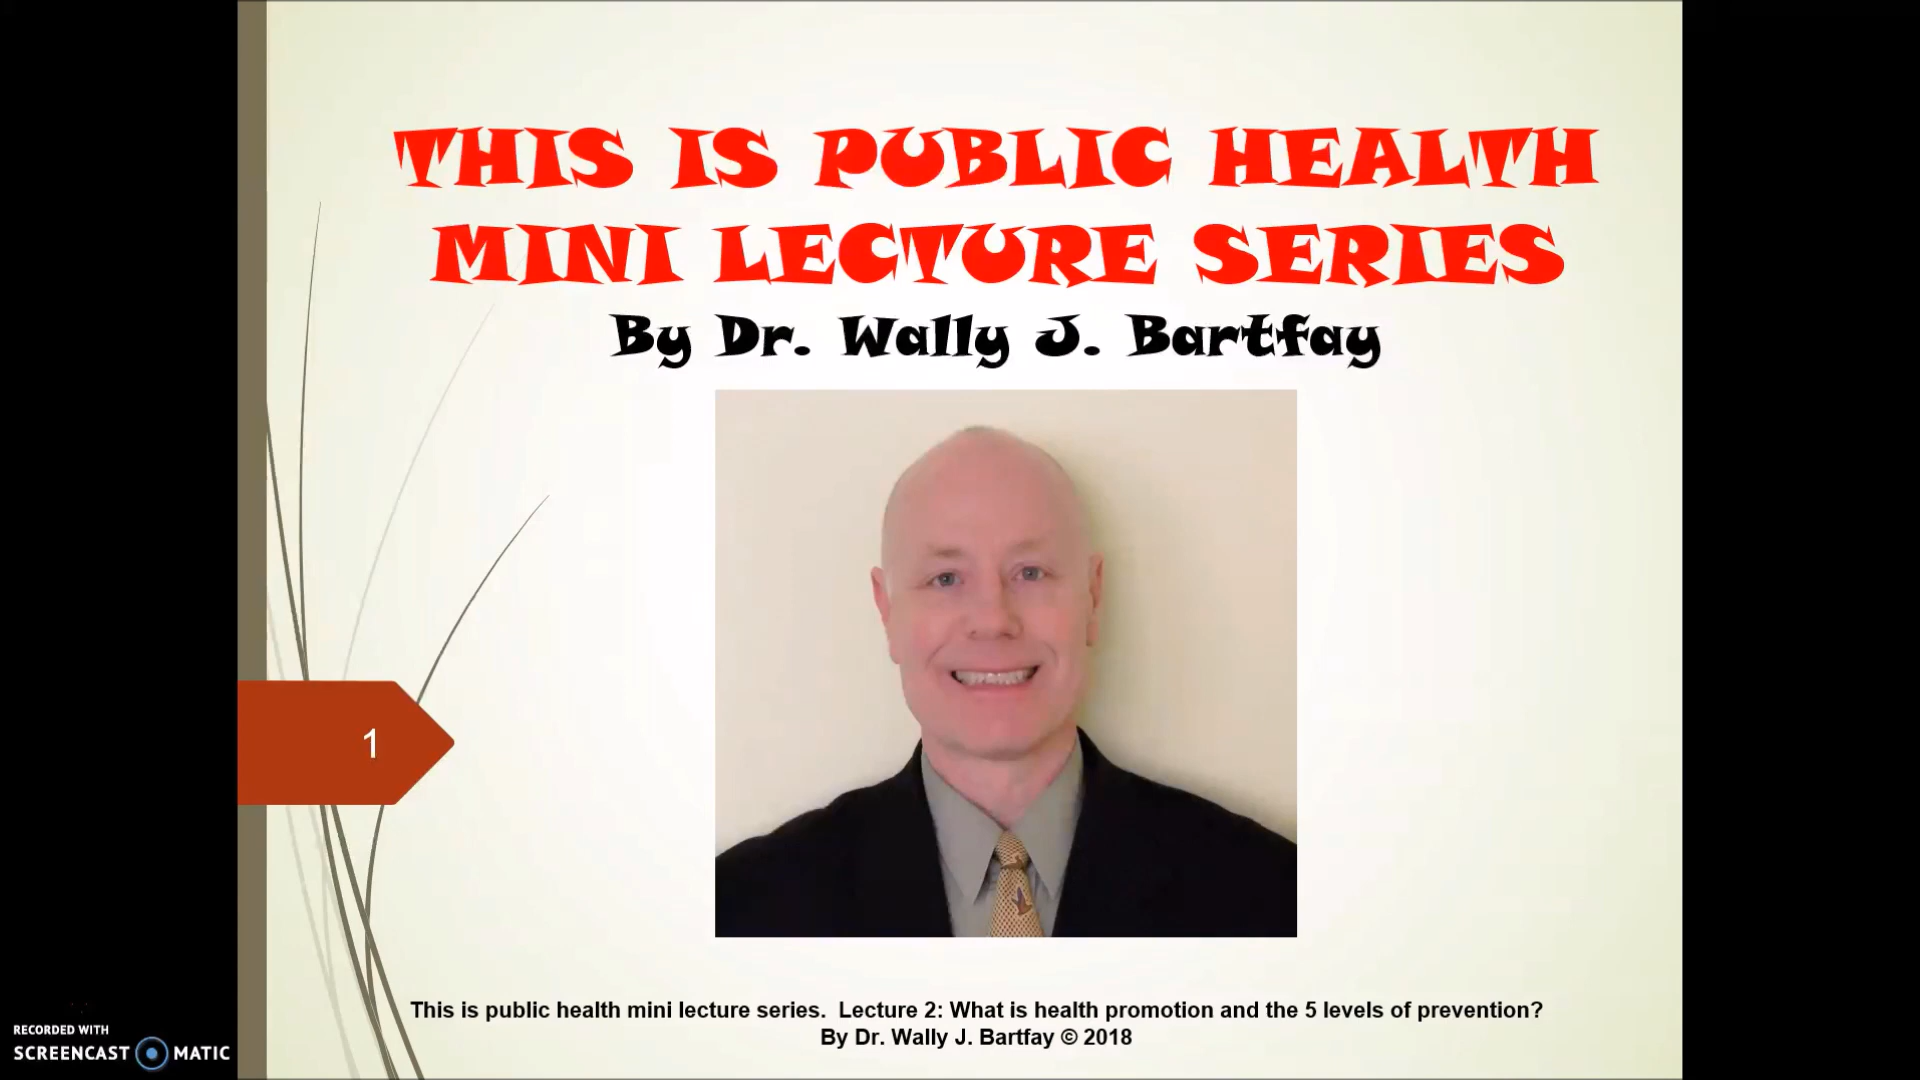 THIS IS PUBLIC HEALTH
MINI LECTURE SERIES
By Dr. Wally J. Bartfay
1
This is public health mini lecture series.  Lecture 2: What is health promotion and the 5 levels of prevention?
By Dr. Wally J. Bartfay © 2018
RECORDED WITH
SCREENCAST MATIC